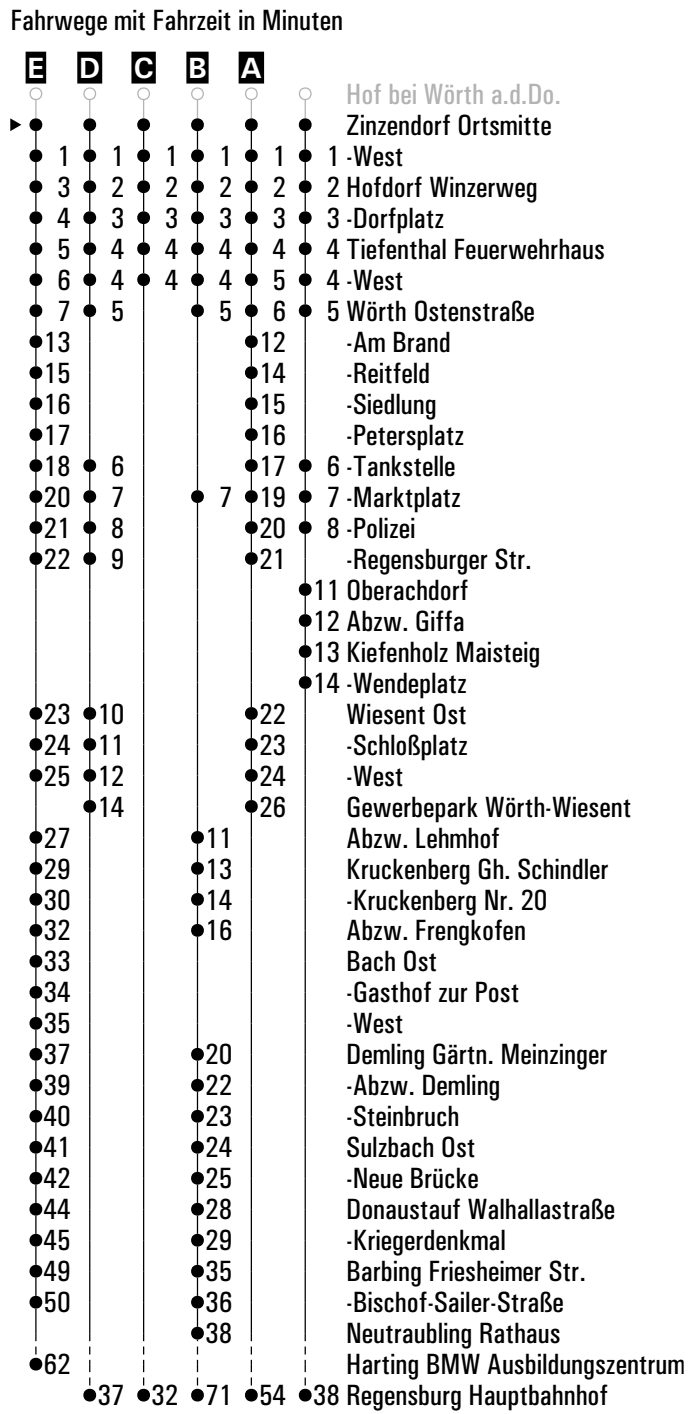 Fahrwege mit Fahrzeit in Minuten
E D C B A
Hof bei Wörth a.d.Do.
Zinzendorf Ortsmitte
1 1 1 1 1 1 -West
3 2 2 2 2 2 Hofdorf Winzerweg
4 3 3 3 3 3 -Dorfplatz
5 4 4 4 4 4 Tiefenthal Feuerwehrhaus
6 4 4 4 5 4 -West
7 5 5 6 5 Wörth Ostenstraße
13 12 -Am Brand
15 14 -Reitfeld
16 15 -Siedlung
17 16 -Petersplatz
18 6 17 6 -Tankstelle
20 7 7 19 7 -Marktplatz
21 8 20 8 -Polizei
22 9 21 -Regensburger Str.
11 Oberachdorf
12 Abzw. Giffa
13 Kiefenholz Maisteig
14 -Wendeplatz
23 10 22 Wiesent Ost
24 11 23 -Schloßplatz
25 12 24 -West
14 26 Gewerbepark Wörth-Wiesent
27 11 Abzw. Lehmhof
29 13 Kruckenberg Gh. Schindler
30 14 -Kruckenberg Nr. 20
32 16 Abzw. Frengkofen
33 Bach Ost
34 -Gasthof zur Post
35 -West
37 20 Demling Gärtn. Meinzinger
39 22 -Abzw. Demling
40 23 -Steinbruch
41 24 Sulzbach Ost
42 25 -Neue Brücke
44 28 Donaustauf Walhallastraße
45 29 -Kriegerdenkmal
49 35 Barbing Friesheimer Str.
50 36 -Bischof-Sailer-Straße
38 Neutraubling Rathaus
62 Harting BMW Ausbildungszentrum
37 32 71 54 38 Regensburg Hauptbahnhof